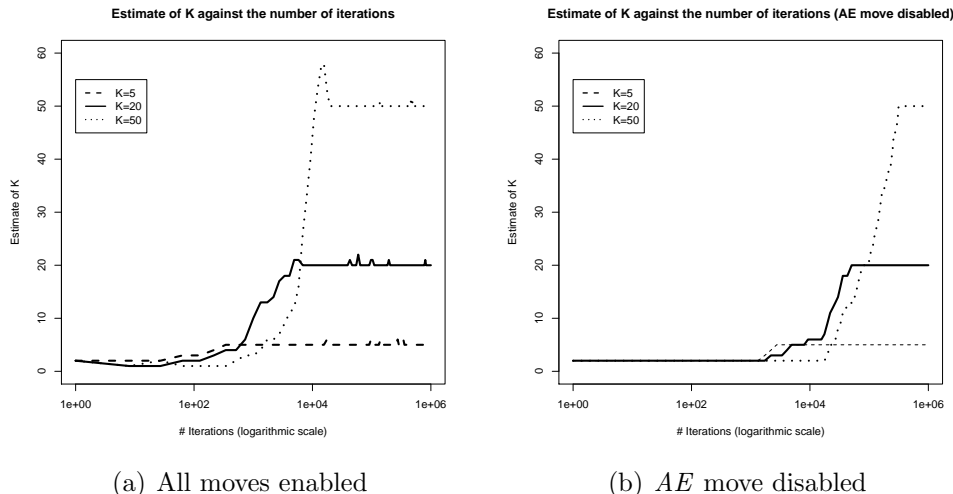 Estimate of K against the number of iterations
60
50
40
30
20
10
0
Estimate of K
K=5
K=20
K=50
1e+00
1e+02
1e+04
1e+06
# Iterations (logarithmic scale)
(a) All moves enabled
Estimate of K against the number of iterations (AE move disabled)
60
50
40
30
20
10
0
Estimate of K
K=5
K=20
K=50
1e+00
1e+02
1e+04
1e+06
# Iterations (logarithmic scale)
(b) AE move disabled